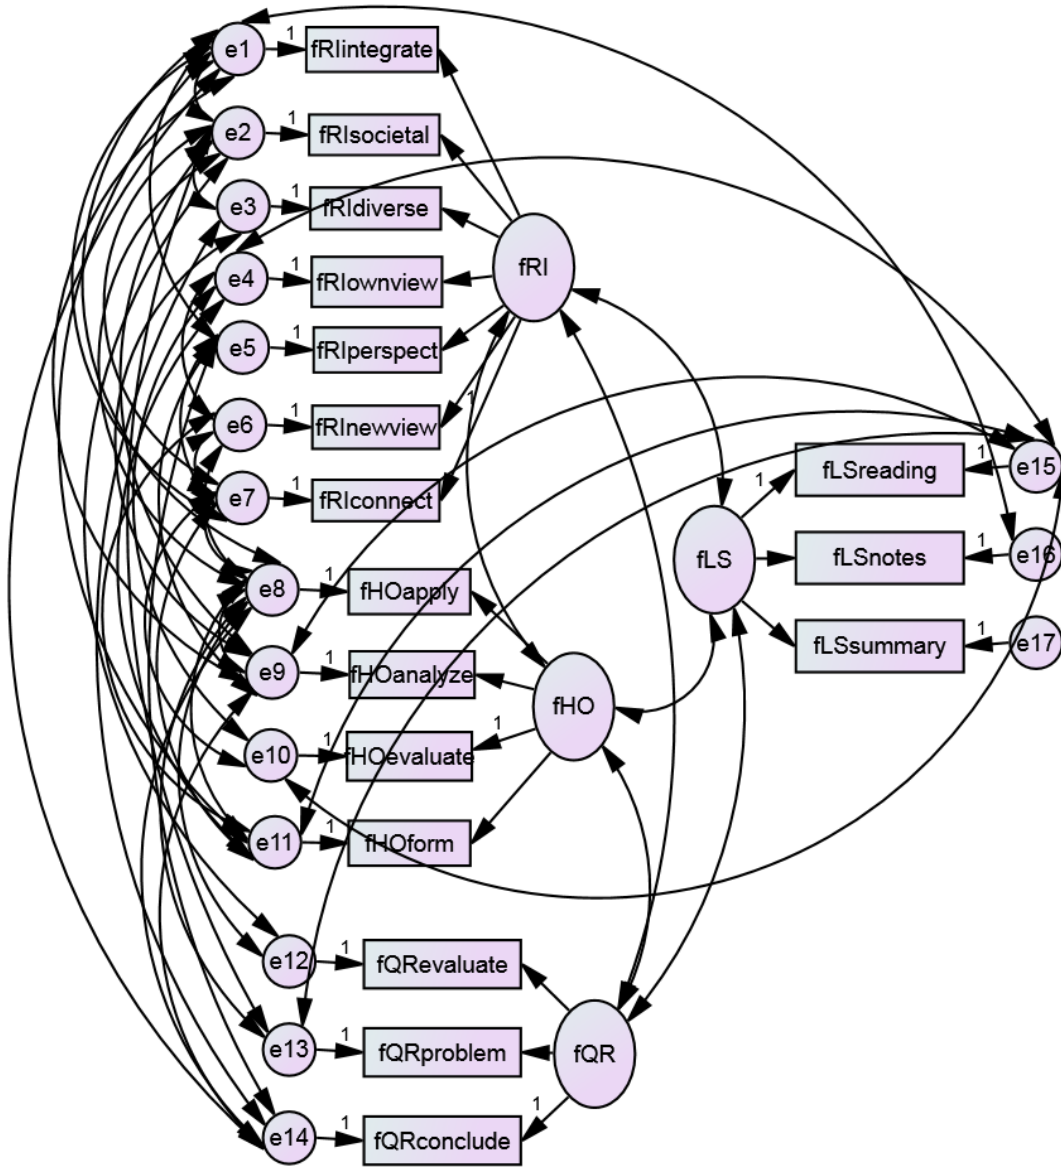 e1 1 fRIintegrate
e2 1 fRIsocietal
e3 1 fRIdiverse
e4 1 fRIownview
e5 1 fRIperspect
e6 1 fRInewview
e7 1 fRIconnect
fRI
1
e8 1 fHOapply
e9 1 fHOanalyze
e10 1 fHOevaluate
e11 1 fHOform
fHO
1
fLS
1 fLSreading 1 e15
fLSnotes 1 e16
fLSsummary 1 e17
e12 1 fQRevaluate
e13 1 fQRproblem
e14 1 fQRconclude
fQR
1